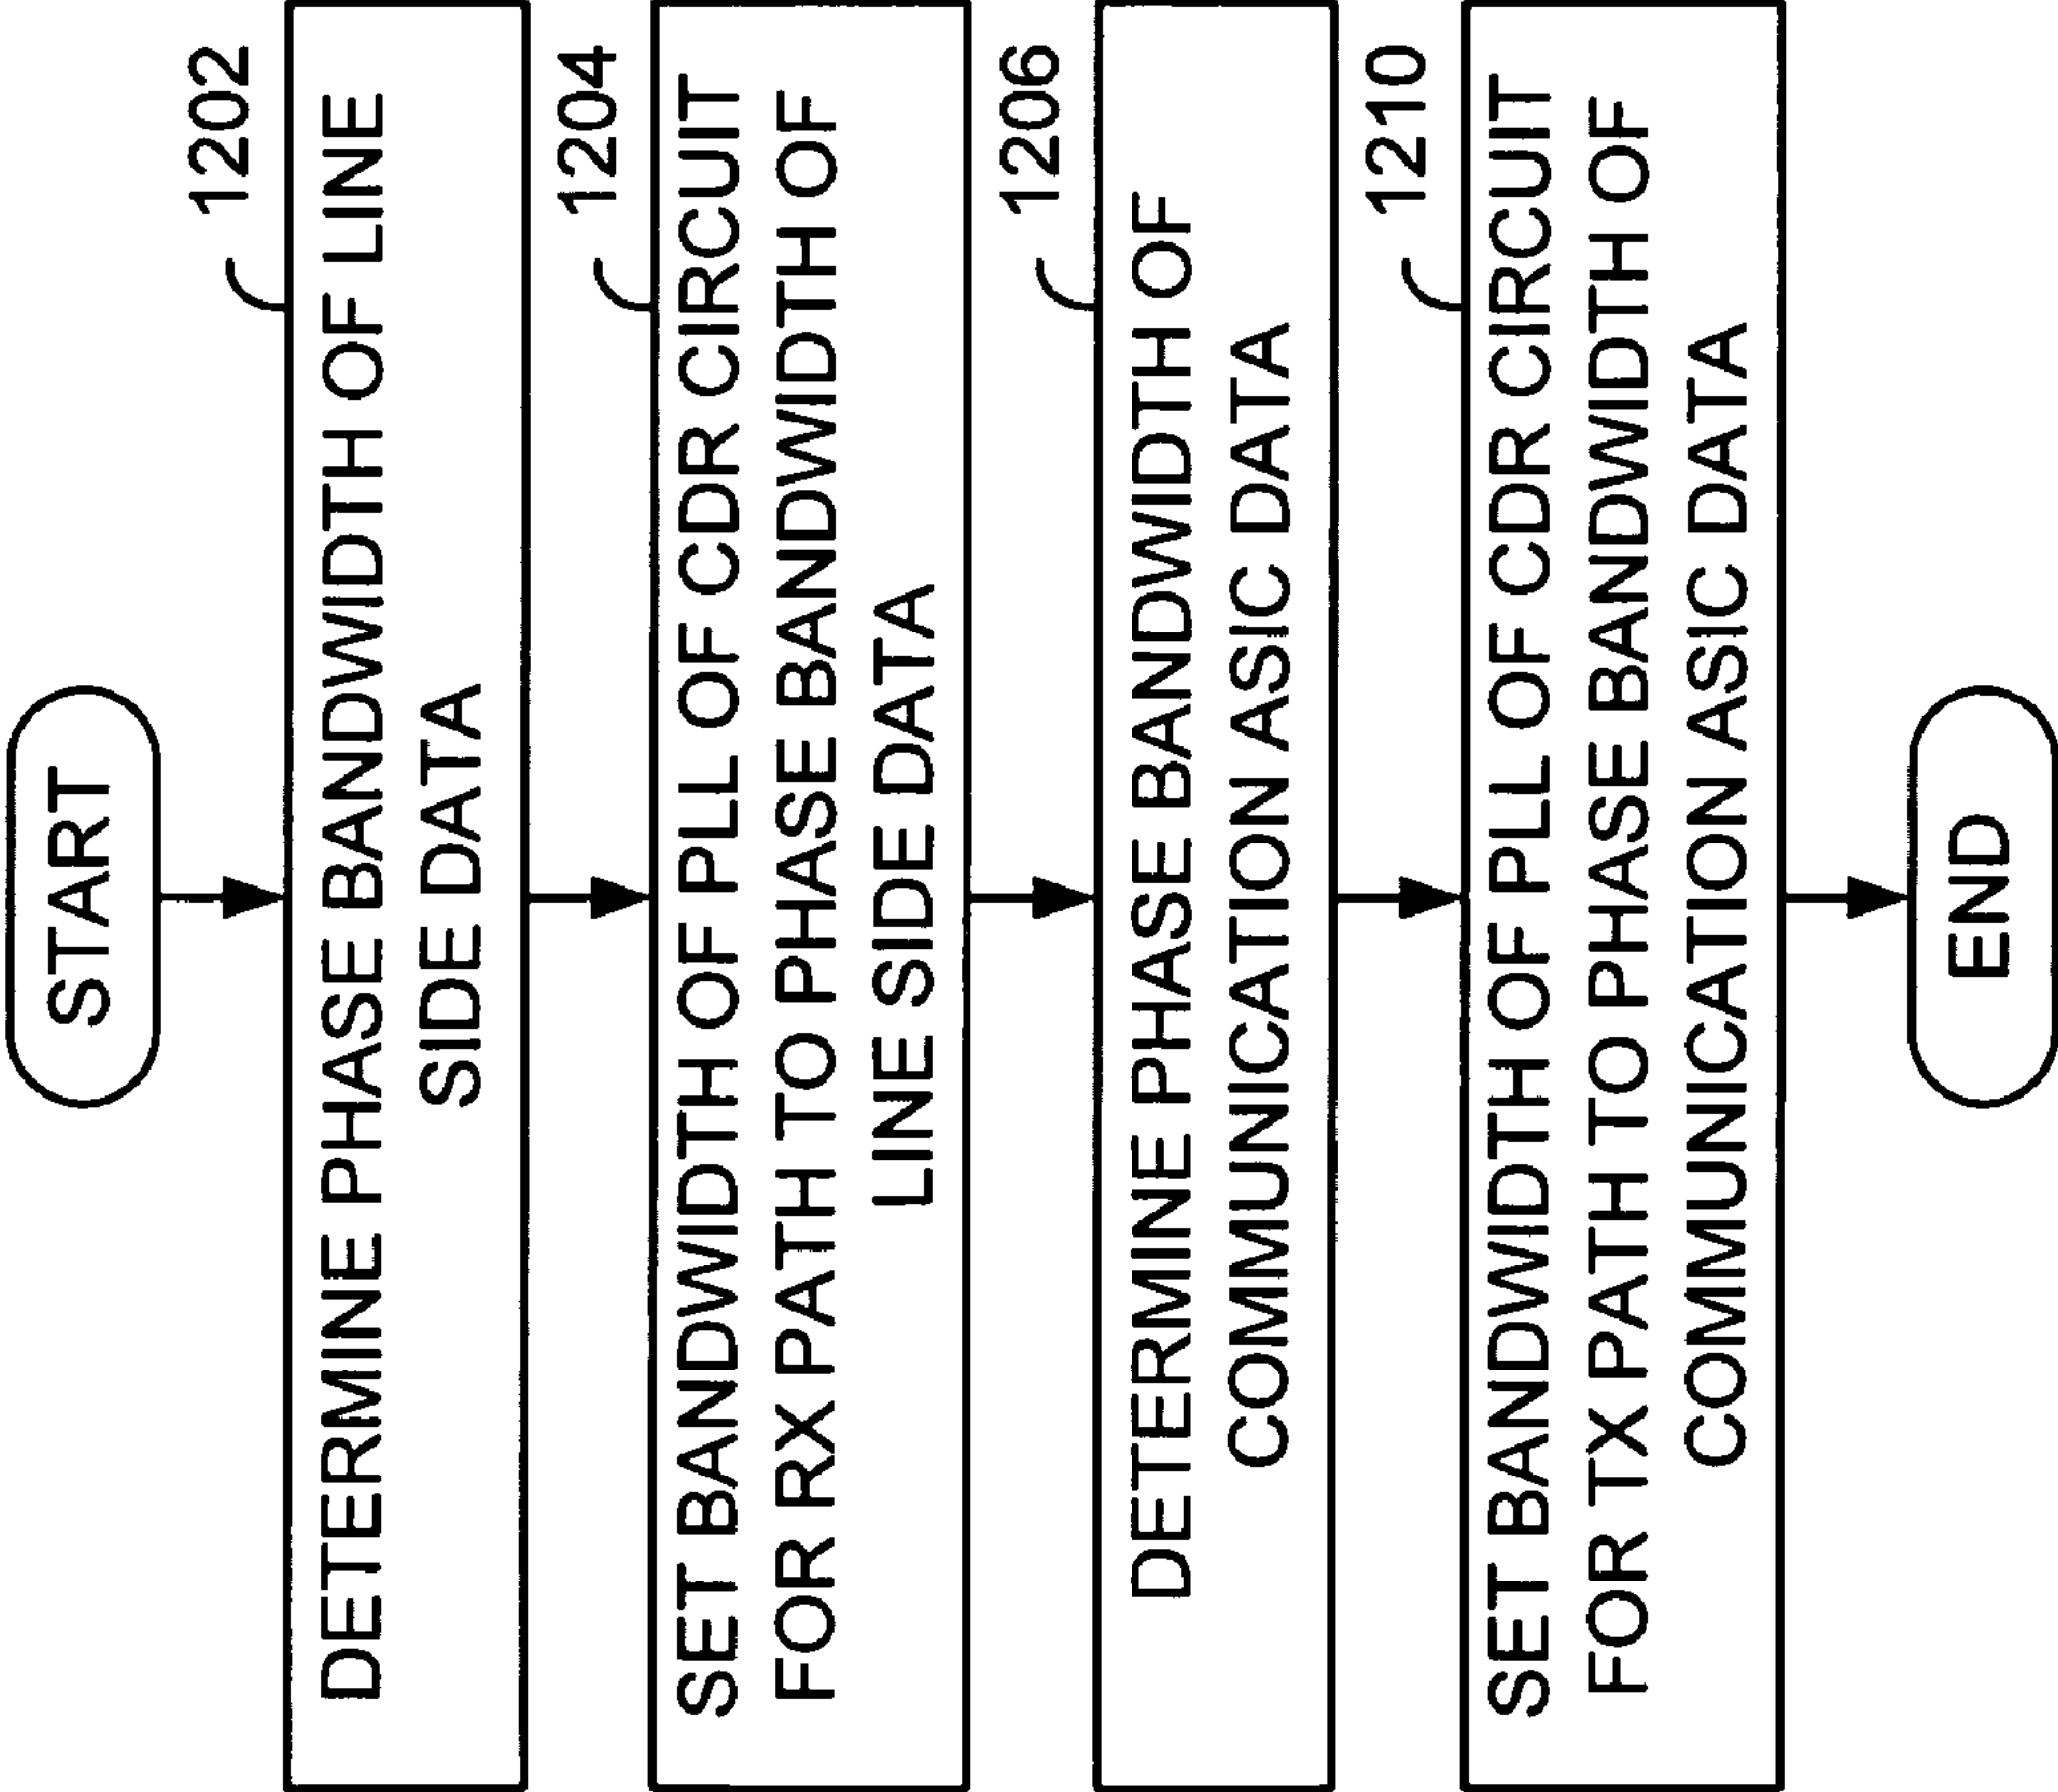 START
1202
DETERMINE PHASE BANDWIDTH OF LINE
SIDE DATA
1204
SET BANDWIDTH OF PLL OF CDR CIRCUIT
FOR RX PATH TO PHASE BANDWIDTH OF
LINE SIDE DATA
1206
DETERMINE PHASE BANDWIDTH OF
COMMUNICATION ASIC DATA
1210
SET BANDWIDTH OF PLL OF CDR CIRCUIT
FOR TX PATH TO PHASE BANDWIDTH OF
COMMUNICATION ASIC DATA
END